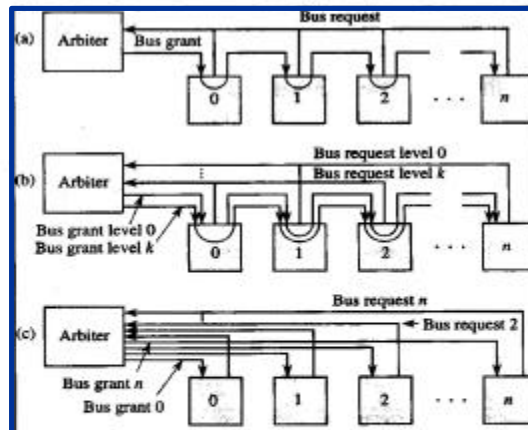 Bus request
(a) Arbiter
Bus grant
0 1 2 . . . n
Bus request level 0
Bus request level k
(b) Arbiter
Bus grant level 0
Bus grant level k
0 1 2 . . . n
Bus request n
(c) Arbiter
Bus request 2
Bus grant n
Bus grant 0
0 1 2 . . . n